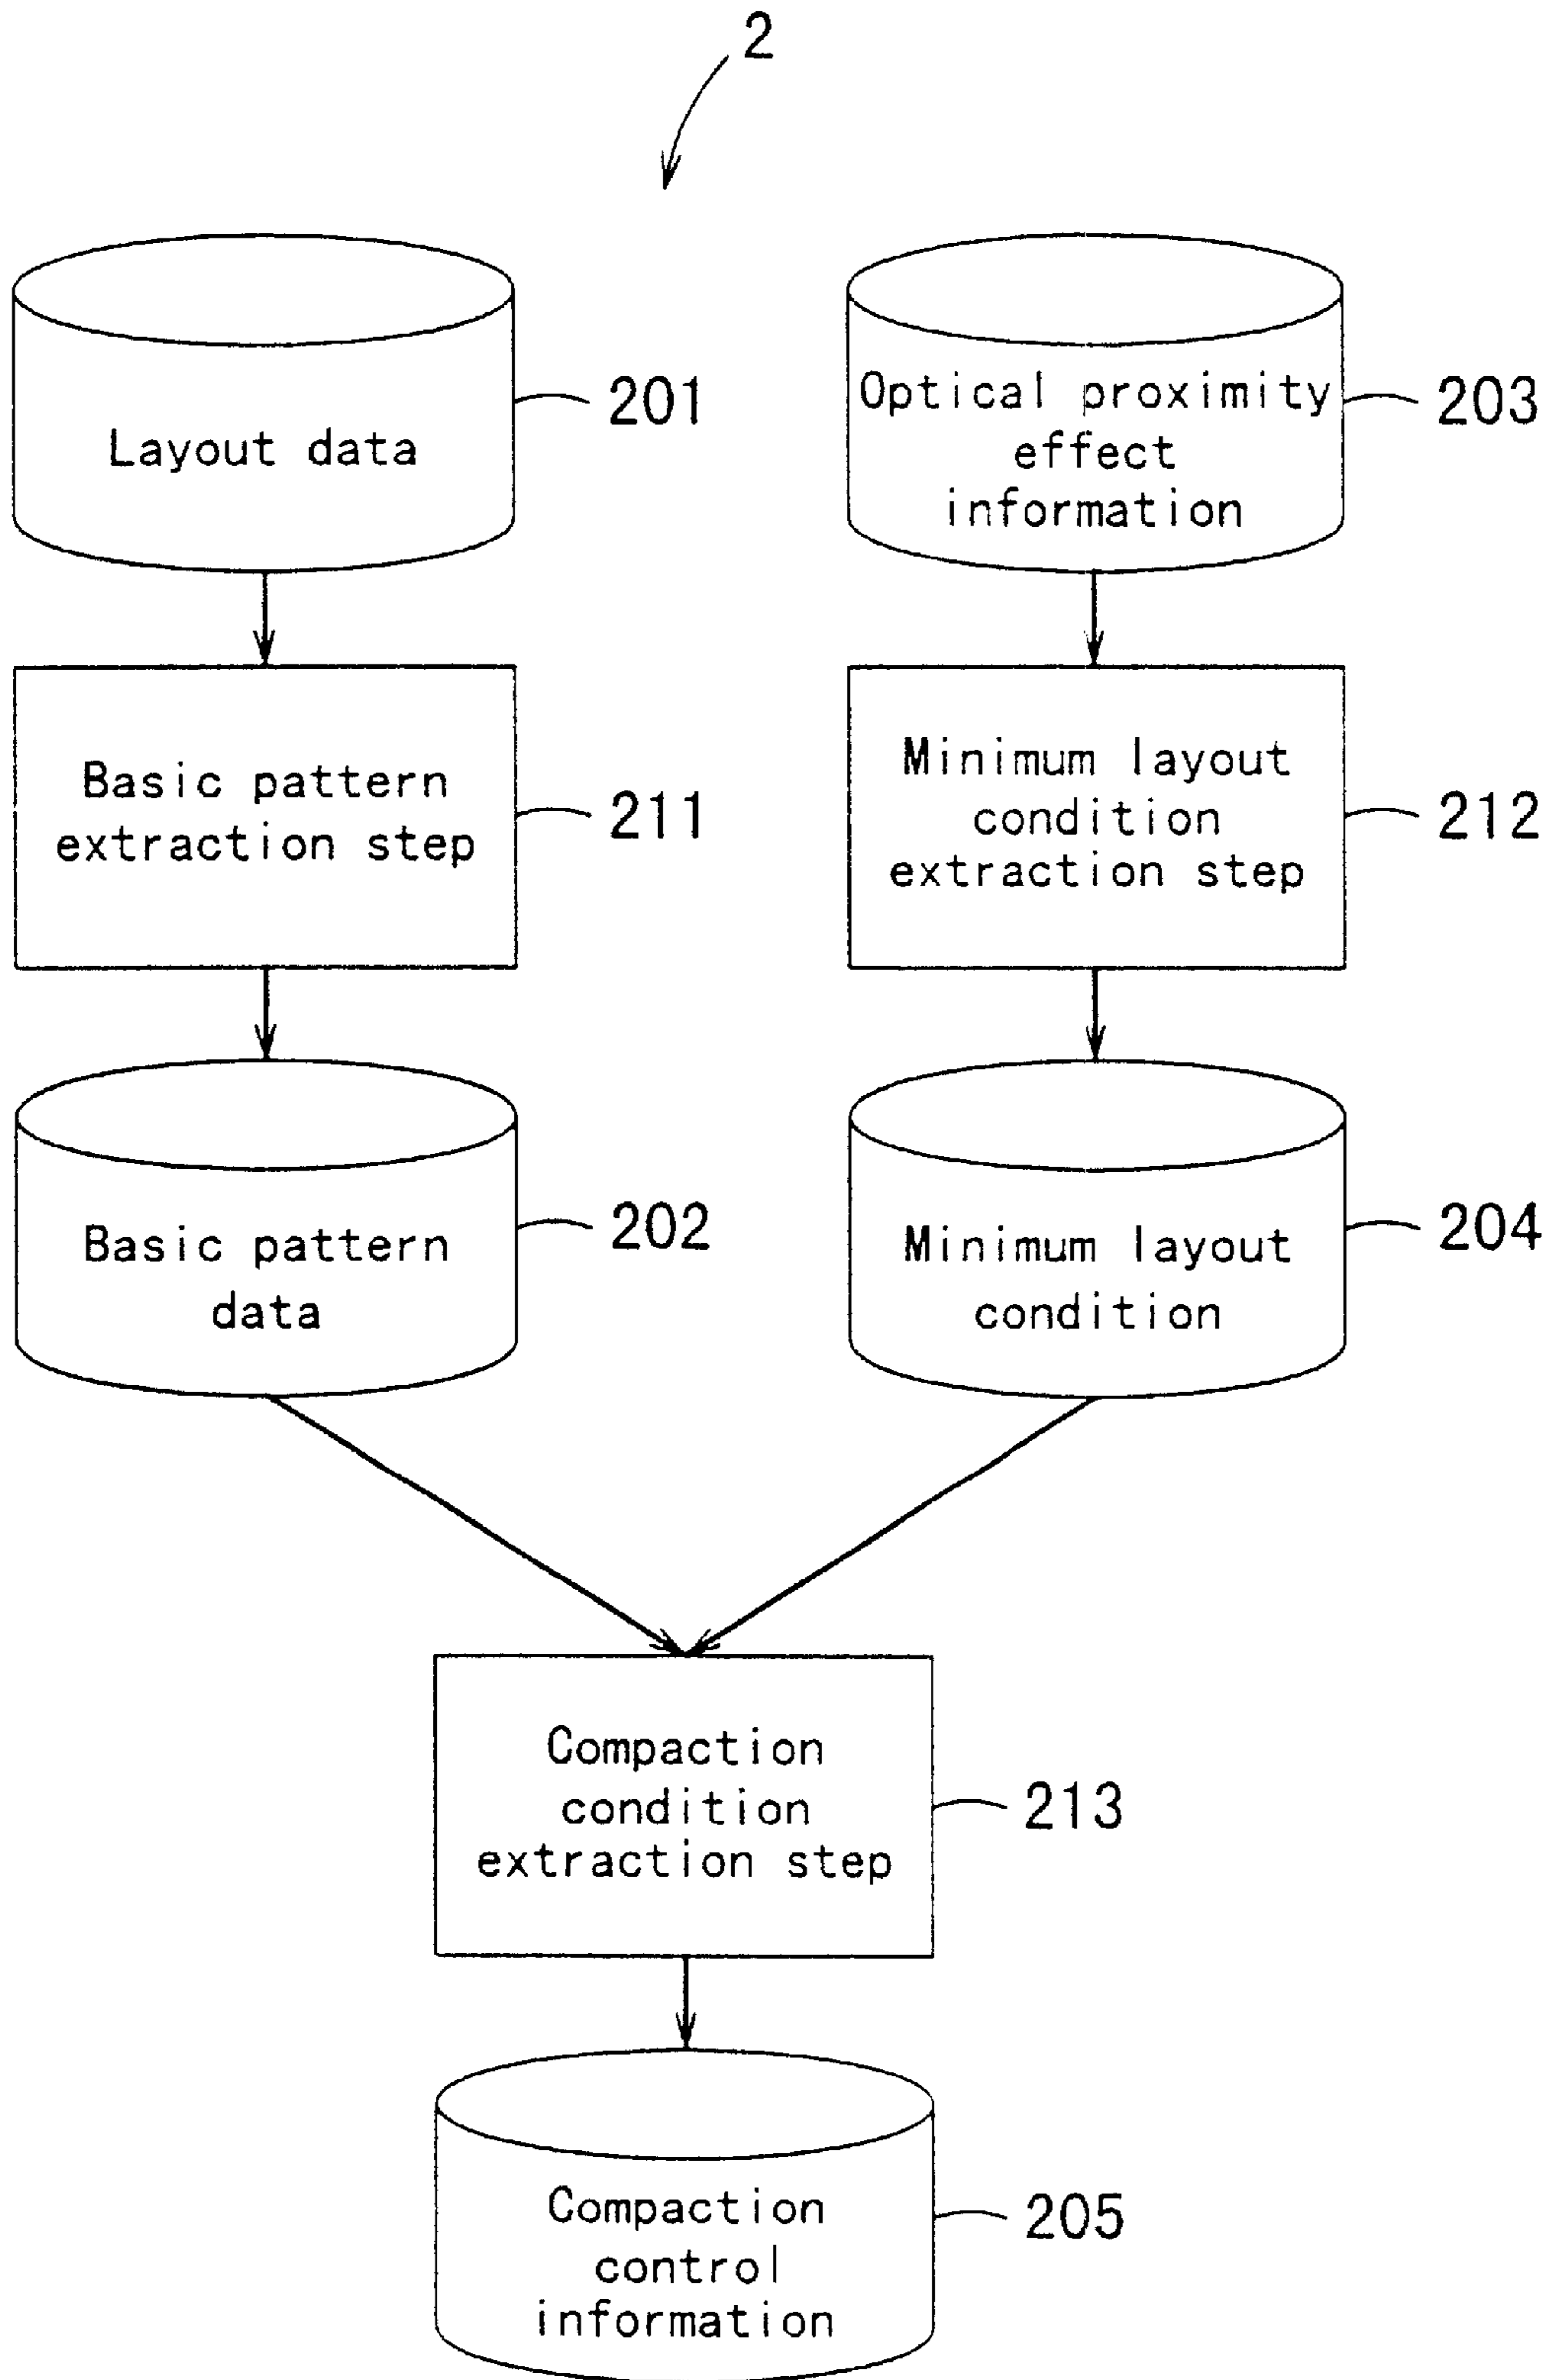 2
Layout data
201
Optical proximity
effect
information
203
Basic pattern
extraction step
211
Minimum layout
condition
extraction step
212
Basic pattern
data
202
Minimum layout
condition
204
Compaction
condition
extraction step
213
Compaction
control
information
205